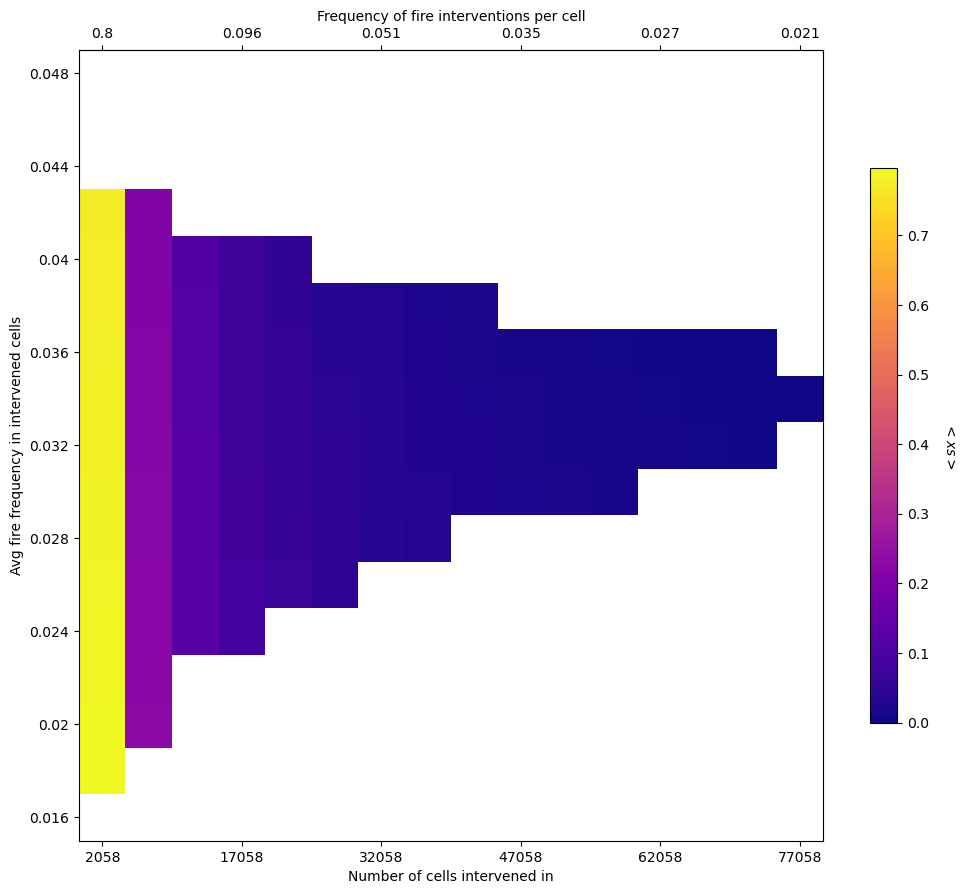 Frequency of fire interventions per cell
0.8 0.096 0.051 0.035 0.027 0.021
0.048
0.044
0.04
0.036
0.032
0.028
0.024
0.02
0.016
Avg fire frequency in intervened cells
2058 17058 32058 47058 62058 77058
Number of cells intervened in
0.7
0.6
0.5
0.4
0.3
0.2
0.1
0.0
< sx >